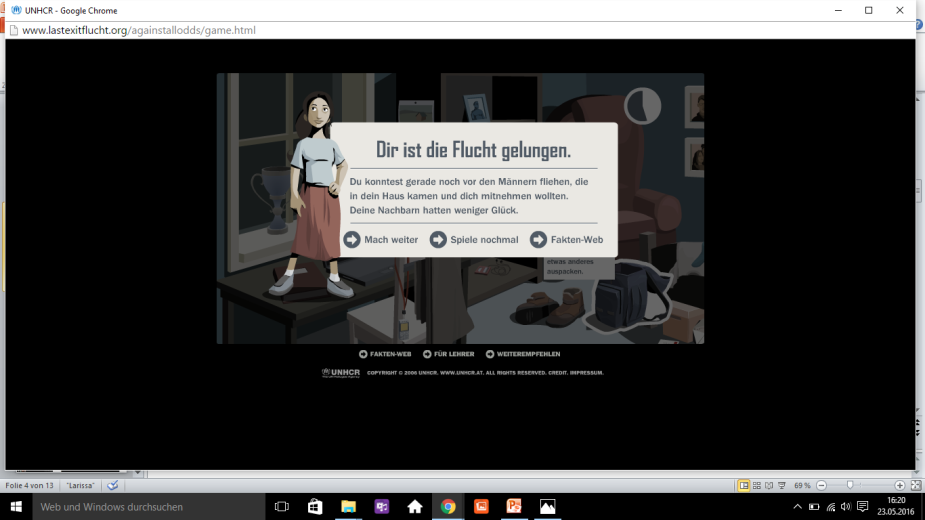 UNHCR - Google Chrome
www.lastexitflucht.org/againstallodds/game.html
Dir ist die Flucht gelungen.
Du konntest gerade noch vor den Männern fliehen, die
in dein Haus kamen und dich mitnehmen wollten.
Deine Nachbarn hatten weniger Glück.
Mach weiter Spiele nochmal Fakten-Web
etwas anderes
auspacken.
FAKTEN-WEB FÜR LEHRER WEITEREMPFEHLEN
UNHCR COPYRIGHT © 2006 UNHCR. WWW.UNHCR.AT. ALL RIGHTS RESERVED. CREDIT. IMPRESSUM.
Folie 4 von 13 "Larissa" 69 %
Web und Windows durchsuchen
16:20
23.05.2016